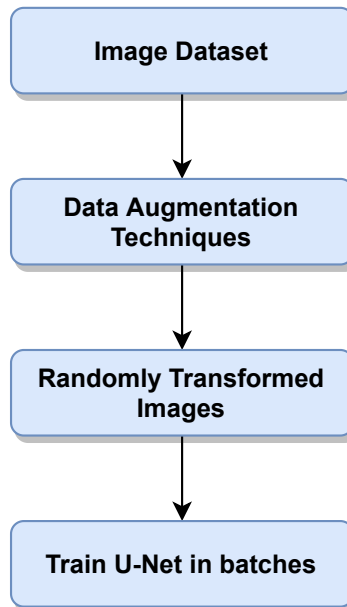 Image Dataset
Data Augmentation
Techniques
Randomly Transformed
Images
Train U-Net in batches